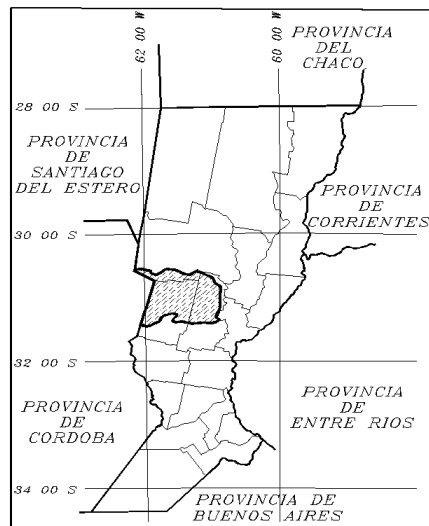 62 00 W
60 00 W
PROVINCIA
DEL
CHACO
28 00 S
PROVINCIA
DE
SANTIAGO
DEL ESTERO
PROVINCIA
DE
CORRIENTES
30 00 S
32 00 S
PROVINCIA
DE
CORDOBA
PROVINCIA
DE
ENTRE RIOS
34 00 S
PROVINCIA DE
BUENOS AIRES